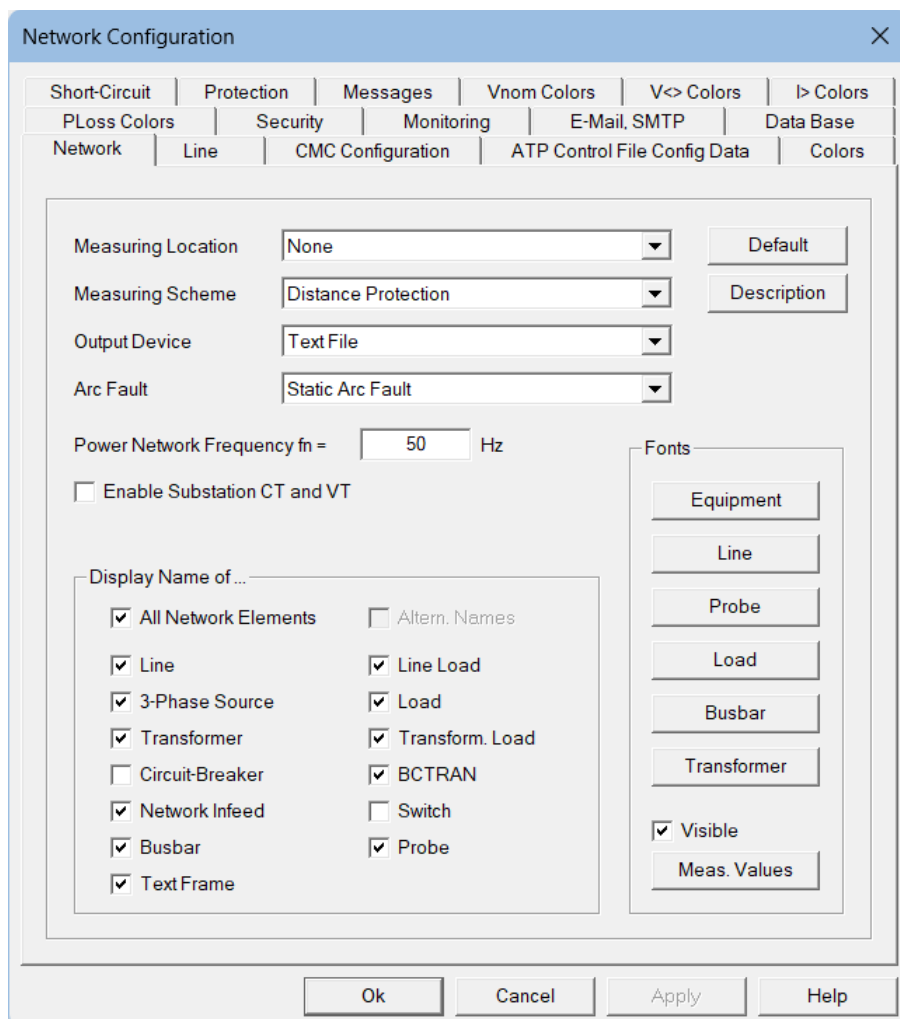 Network Configuration
Short-Circuit Protection Messages Vnom Colors V<> Colors I> Colors
PLoss Colors Security Monitoring E-Mail, SMTP Data Base
Network Line CMC Configuration ATP Control File Config Data Colors
Measuring Location None Default
Measuring Scheme Distance Protection Description
Output Device Text File
Arc Fault Static Arc Fault
Power Network Frequency fn = 50 Hz
Enable Substation CT and VT
Display Name of...
All Network Elements Altern. Names
Line Line Load
3-Phase Source Load
Transformer Transform. Load
Circuit-Breaker BCTRAN
Network Infeed Switch
Busbar Probe
Text Frame
Fonts
Equipment
Line
Probe
Load
Busbar
Transformer
Visible
Meas. Values
Ok Cancel Apply Help